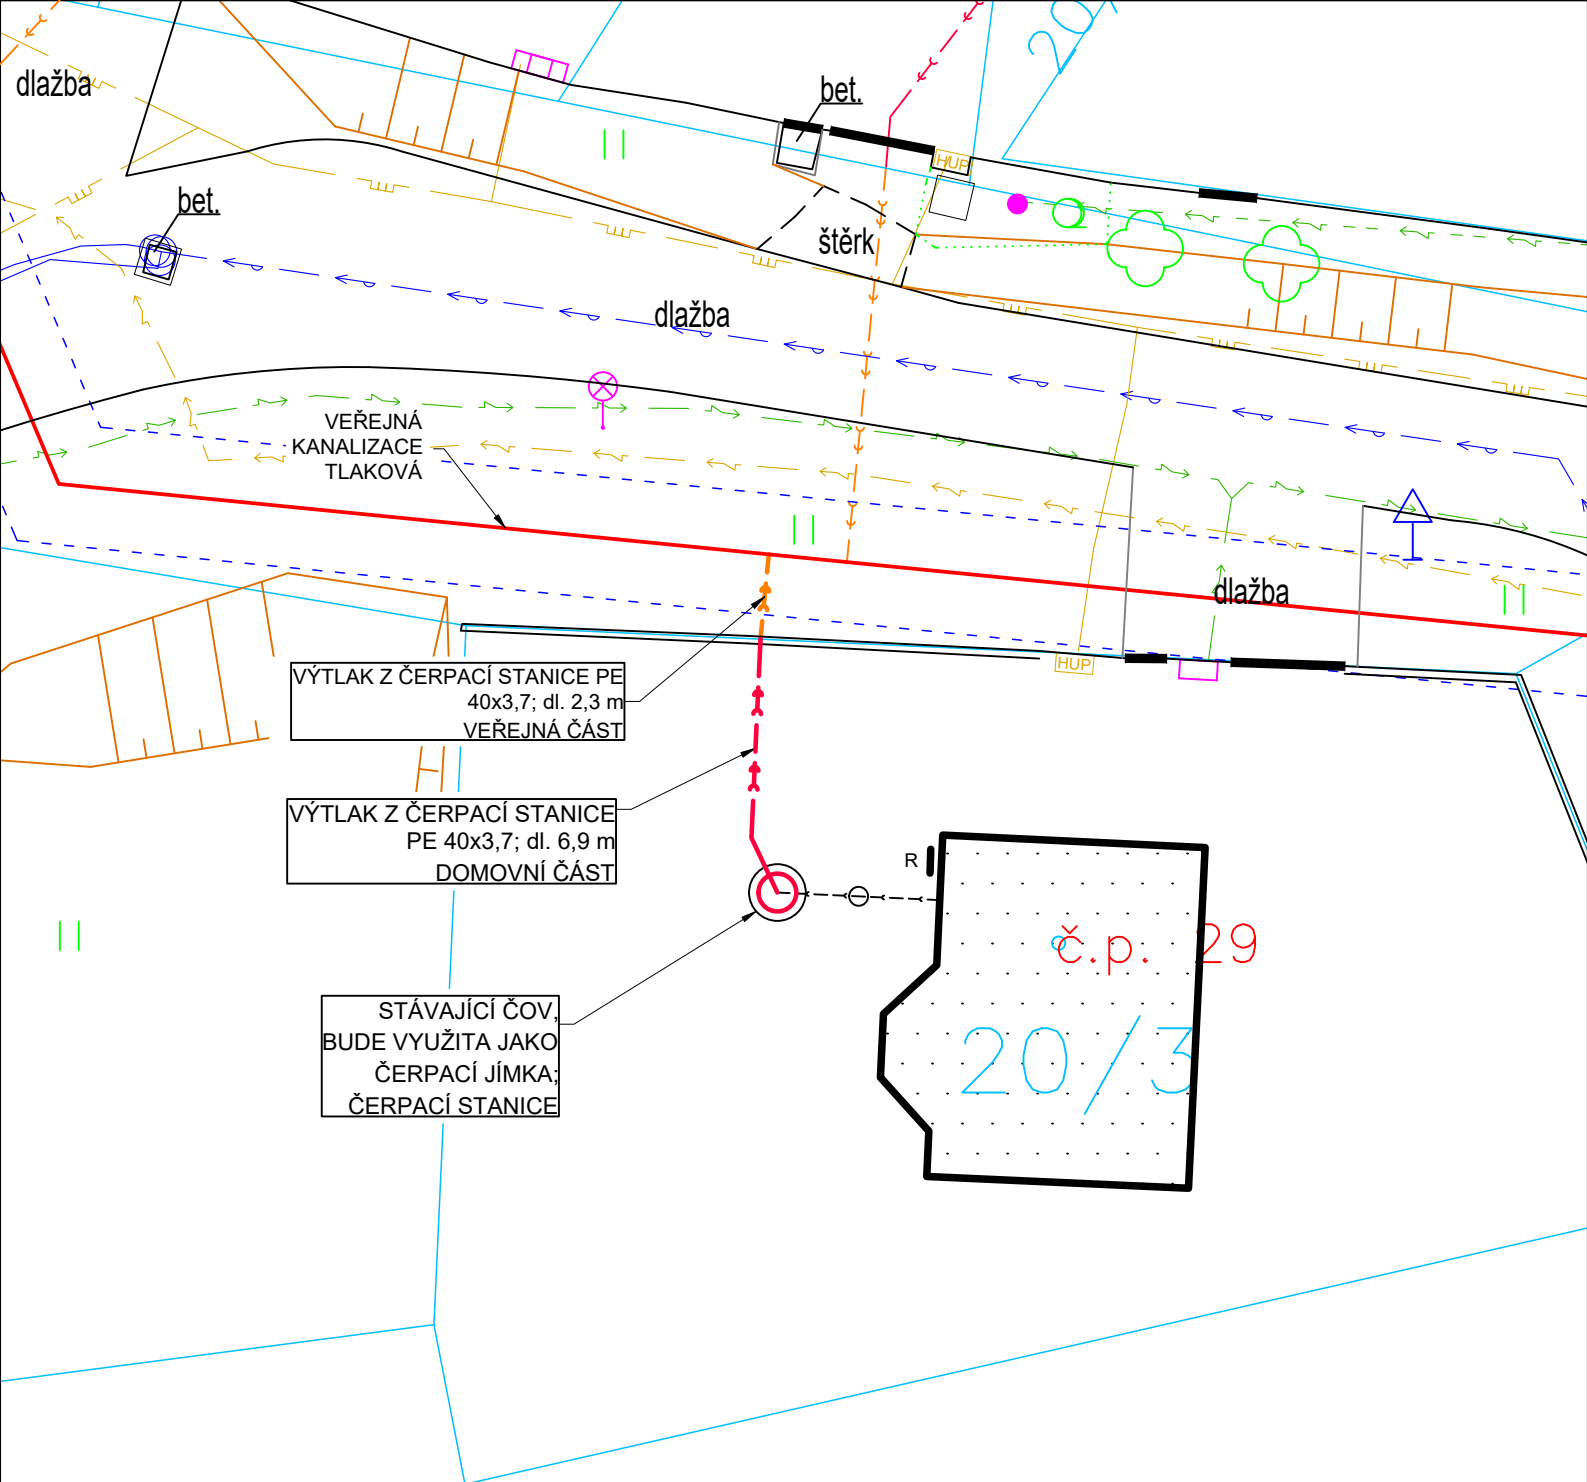 dlažba
bet.
HUP
bet.
štěrk
dlažba
VEŘEJNÁ
KANALIZACE
TLAKOVÁ
dlažba
HUP
VÝTLAK Z ČERPACÍ STANICE PE
40x3,7; dl. 2,3 m
VEŘEJNÁ ČÁST
VÝTLAK Z ČERPACÍ STANICE
PE 40x3,7; dl. 6,9 m
DOMOVNÍ ČÁST
R
č.p. 29
STÁVAJÍCÍ ČOV,
BUDE VYUŽITA JAKO
ČERPACÍ JÍMKA;
ČERPACÍ STANICE
20/3